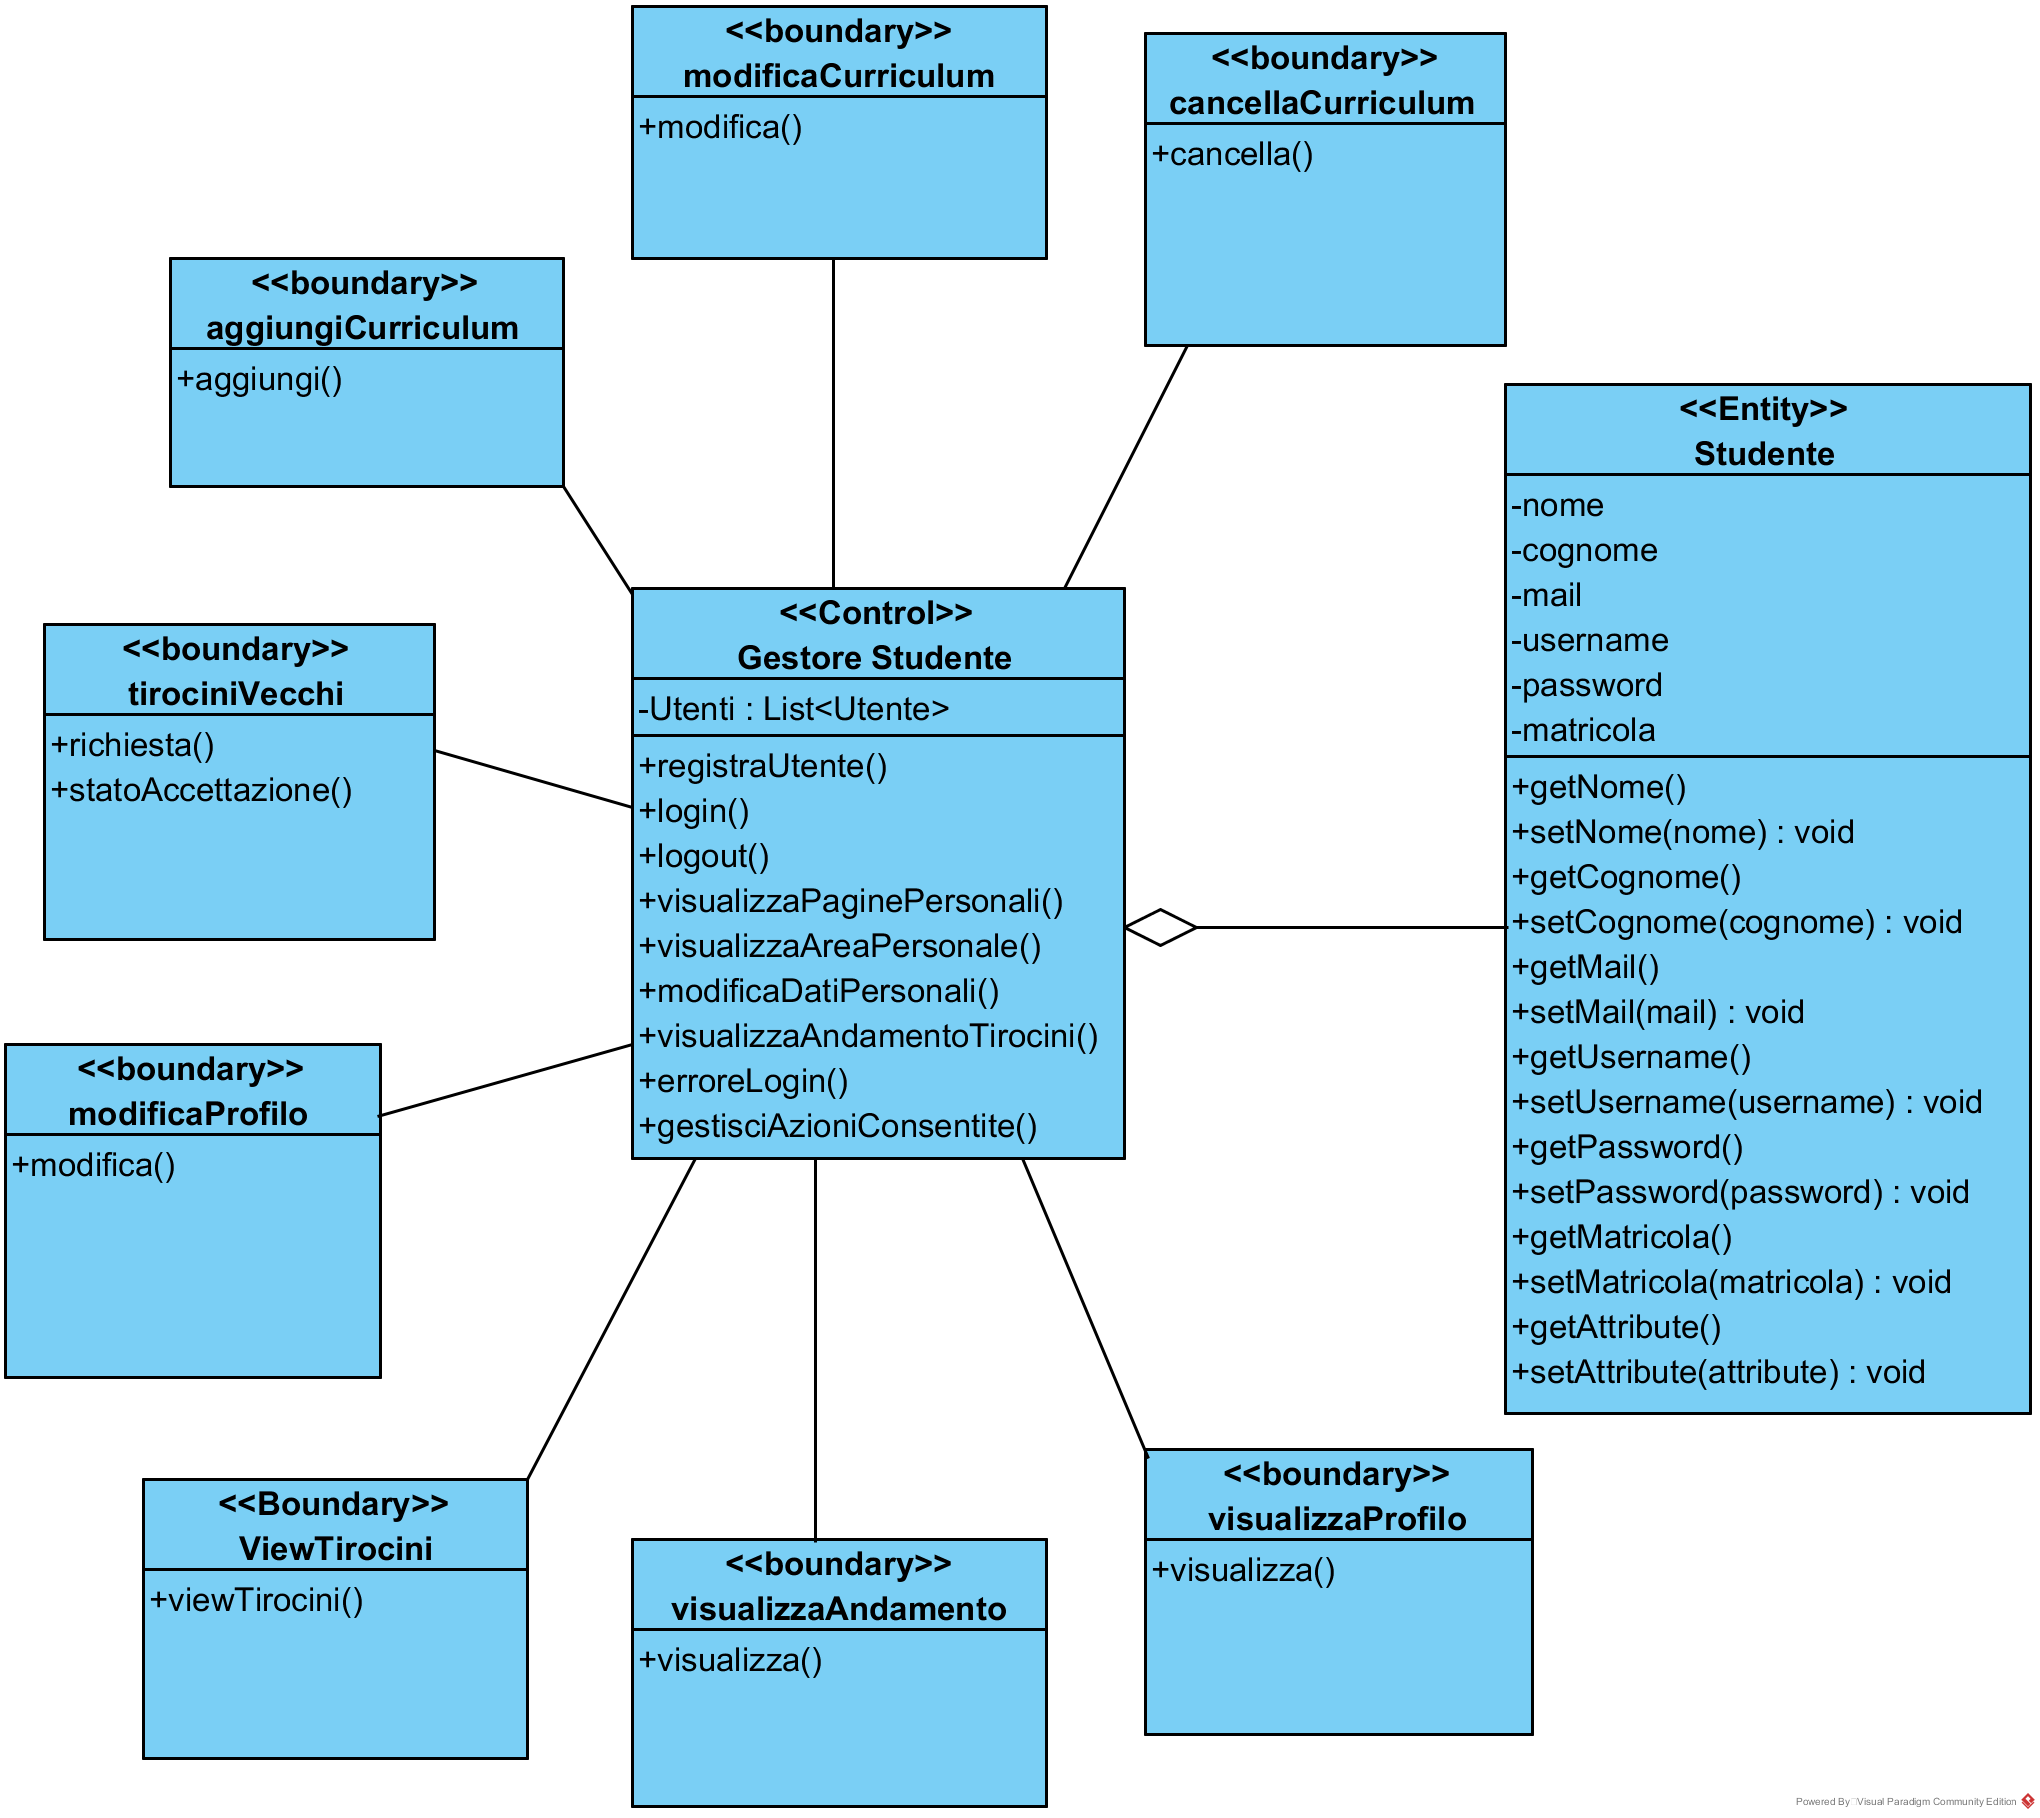 <<boundary>>
modificaCurriculum
+modifica()
<<boundary>>
cancellaCurriculum
+cancella()
<<boundary>>
aggiungiCurriculum
+aggiungi()
<<Entity>>
Studente
-nome
-cognome
-mail
-username
-password
-matricola
+getNome()
+setNome(nome) : void
+getCognome()
+setCognome(cognome) : void
+getMail()
+setMail(mail) : void
+getUsername()
+setUsername(username) : void
+getPassword()
+setPassword(password) : void
+getMatricola()
+setMatricola(matricola) : void
+getAttribute()
+setAttribute(attribute) : void
<<Control>>
Gestore Studente
-Utenti : List<Utente>
+registraUtente()
+login()
+logout()
+visualizzaPaginePersonali()
+visualizzaAreaPersonale()
+modificaDatiPersonali()
+visualizzaAndamentoTirocini()
+erroreLogin()
+gestisciAzioniConsentite()
<<boundary>>
tirociniVecchi
+richiesta()
+statoAccettazione()
<<boundary>>
modificaProfilo
+modifica()
<<Boundary>>
ViewTirocini
+viewTirocini()
<<boundary>>
visualizzaAndamento
+visualizza()
<<boundary>>
visualizzaProfilo
+visualizza()
Powered By Visual Paradigm Community Edition